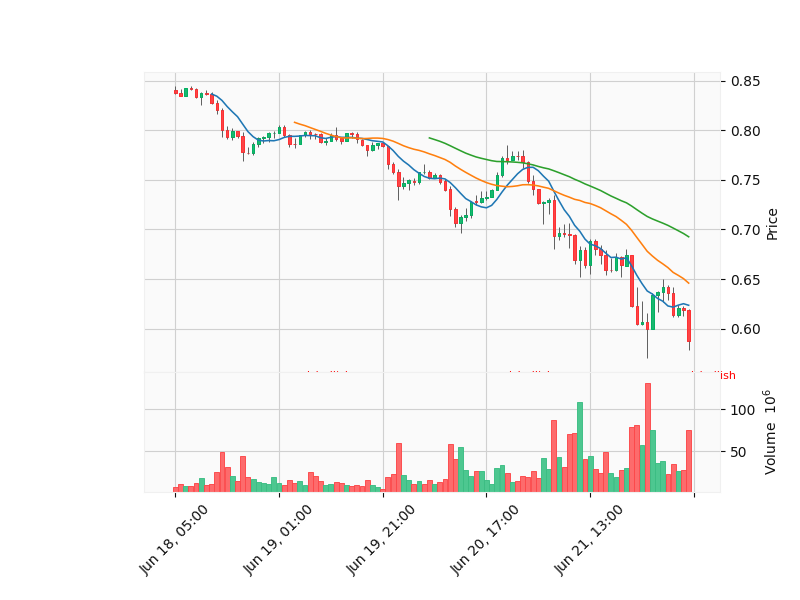 0.85
0.80
0.75
0.70
0.65
0.60
Price
ish
100
50
Volume 10⁶
Jun 18, 05:00
Jun 19, 01:00
Jun 19, 21:00
Jun 20, 17:00
Jun 21, 13:00